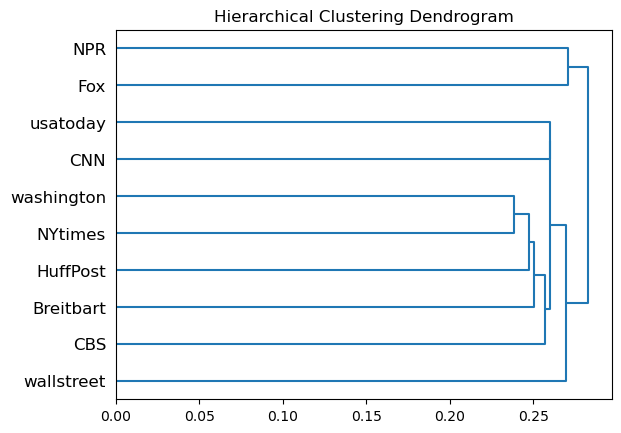 Hierarchical Clustering Dendrogram
NPR
Fox
usatoday
CNN
washington
NYtimes
HuffPost
Breitbart
CBS
wallstreet
0.00 0.05 0.10 0.15 0.20 0.25